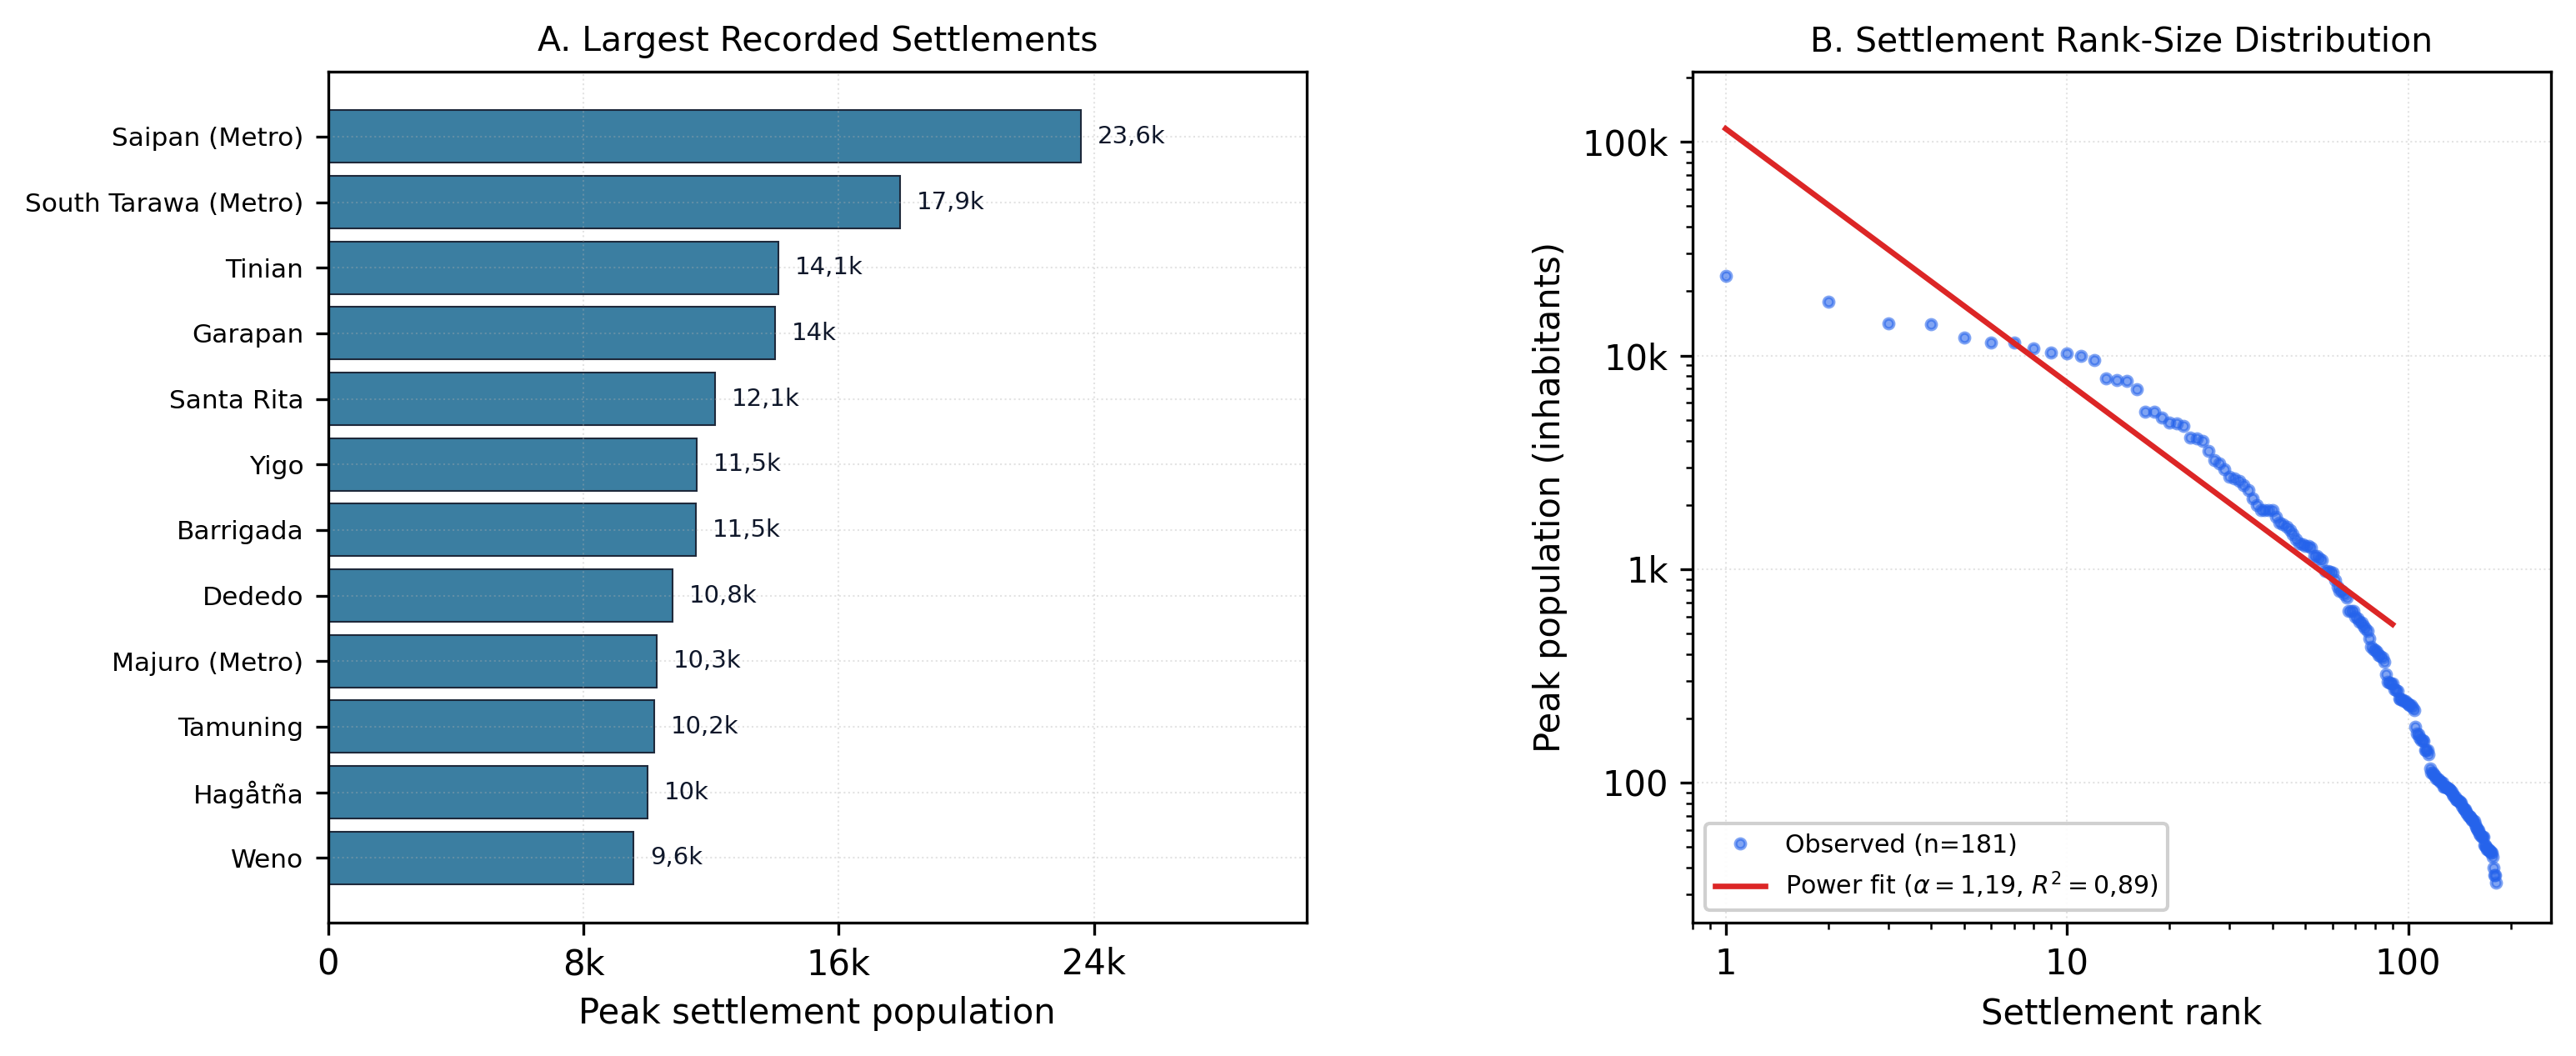 A. Largest Recorded Settlements
Saipan (Metro) 23,6k
South Tarawa (Metro) 17,9k
Tinian 14,1k
Garapan 14k
Santa Rita 12,1k
Yigo 11,5k
Barrigada 11,5k
Dededo 10,8k
Majuro (Metro) 10,3k
Tamuning 10,2k
Hagåtña 10k
Weno 9,6k
0 8k 16k 24k
Peak settlement population
B. Settlement Rank-Size Distribution
Peak population (inhabitants)
100k
10k
1k
100
Observed (n=181)
Power fit (α = 1,19, R² = 0,89)
1 10 100
Settlement rank